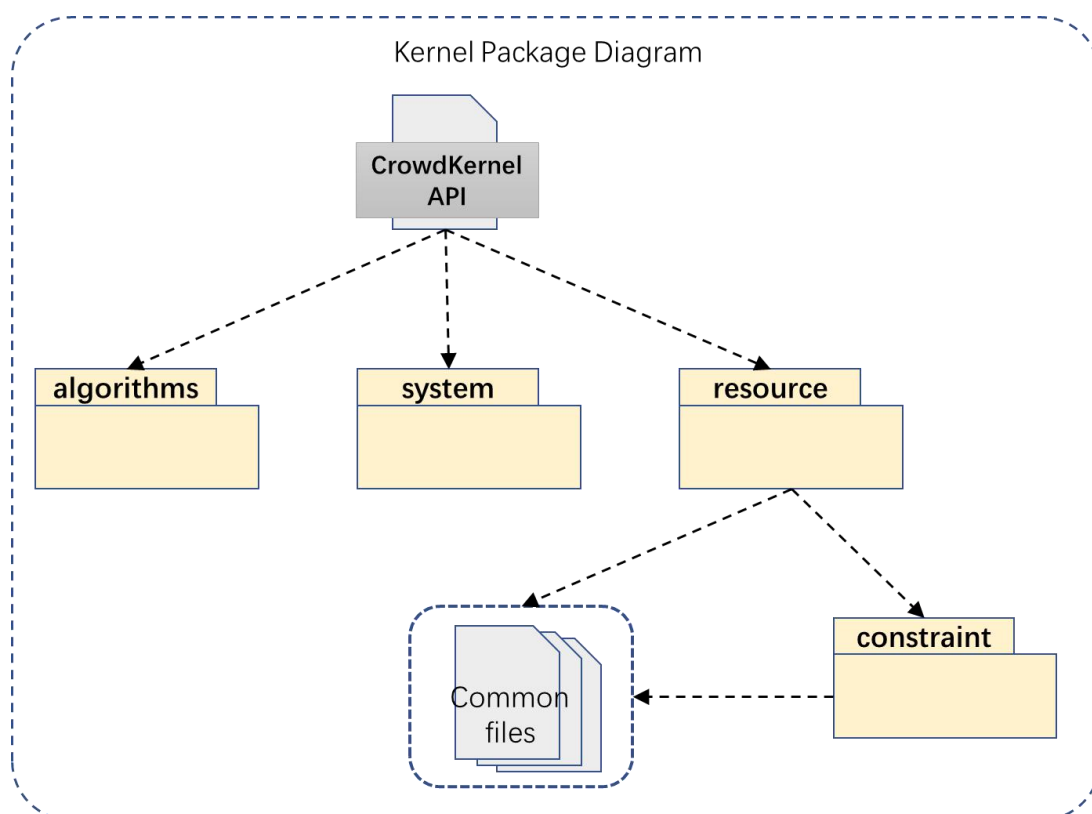 Kernel Package Diagram
CrowdKernel
API
algorithms
system
resource
constraint
Common
files